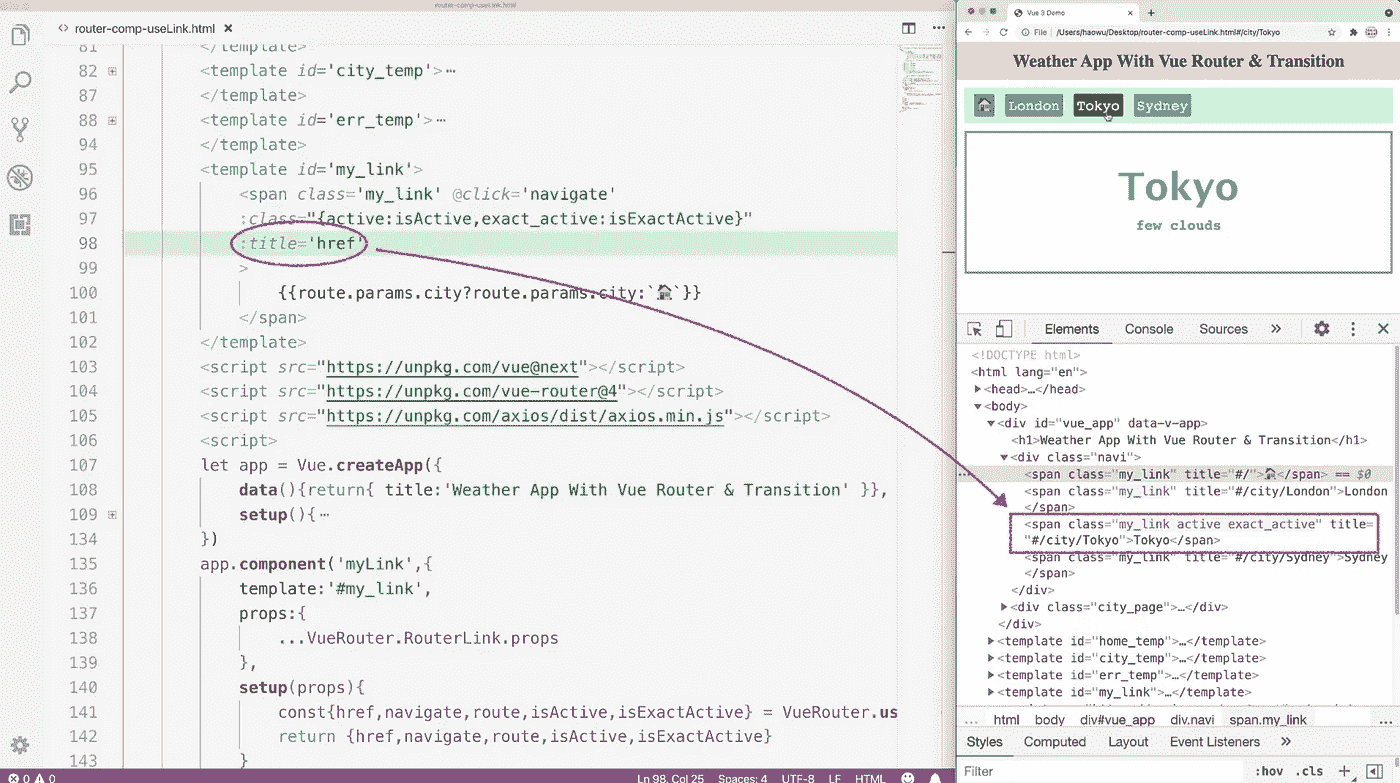 router-comp-useLink.html
router-comp-useLink.html
81 </template>
82 <template id='city_temp'>…
87 </template>
88 <template id='err_temp'>…
94 </template>
95 <template id='my_link'>
96 <span class='my_link' @click='navigate'
97 :class="{active:isActive,exact_active:isExactActive}"
98 :title='href'
99 >
100 {{route.params.city?route.params.city:`🏠`}}
101 </span>
102 </template>
103 <script src="https://unpkg.com/vue@next"></script>
104 <script src="https://unpkg.com/vue-router@4"></script>
105 <script src="https://unpkg.com/axios/dist/axios.min.js"></script>
106 <script>
107 let app = Vue.createApp({
108 data(){return{ title:'Weather App With Vue Router & Transition' }},
109 setup(){…
134 })
135 app.component('myLink',{
136 template:'#my_link',
137 props:{
138 ...VueRouter.RouterLink.props
139 },
140 setup(props){
141 const{href,navigate,route,isActive,isExactActive} = VueRouter.us
142 return {href,navigate,route,isActive,isExactActive}
143 }
0 0 Ln 98, Col 25 Spaces: 4 UTF-8 LF HTML
Vue 3 Demo
File /Users/haowu/Desktop/router-comp-useLink.html#/city/Tokyo
Weather App With Vue Router & Transition
🏠 London Tokyo Sydney
Tokyo
few clouds
Elements Console Sources »
<!DOCTYPE html>
<html lang="en">
<head>…</head>
<body>
<div id="vue_app" data-v-app>
<h1>Weather App With Vue Router & Transition</h1>
<div class="navi">
<span class="my_link" title="#/">🏠</span> == $0
<span class="my_link" title="#/city/London">London
</span>
<span class="my_link active exact_active" title=
"#/city/Tokyo">Tokyo</span>
<span class="my_link" title="#/city/Sydney">Sydney
</span>
</div>
<div class="city_page">…</div>
</div>
<template id="home_temp">…</template>
<template id="city_temp">…</template>
<template id="err_temp">…</template>
<template id="my_link">…</template>
… html body div#vue_app div.navi span.my_link …
Styles Computed Layout Event Listeners »
Filter :hov .cls +